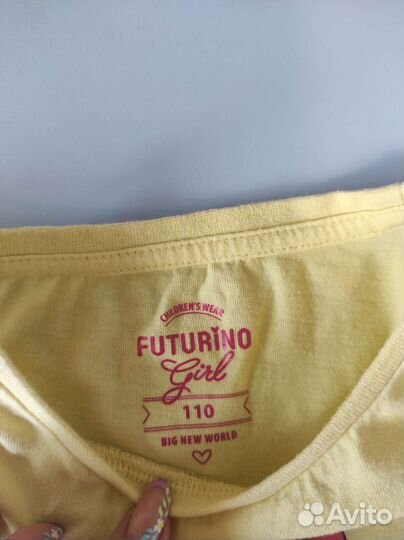 CHILDREN'S WEAR
FUTURINO
Girl
110
BIG NEW WORLD
Avito